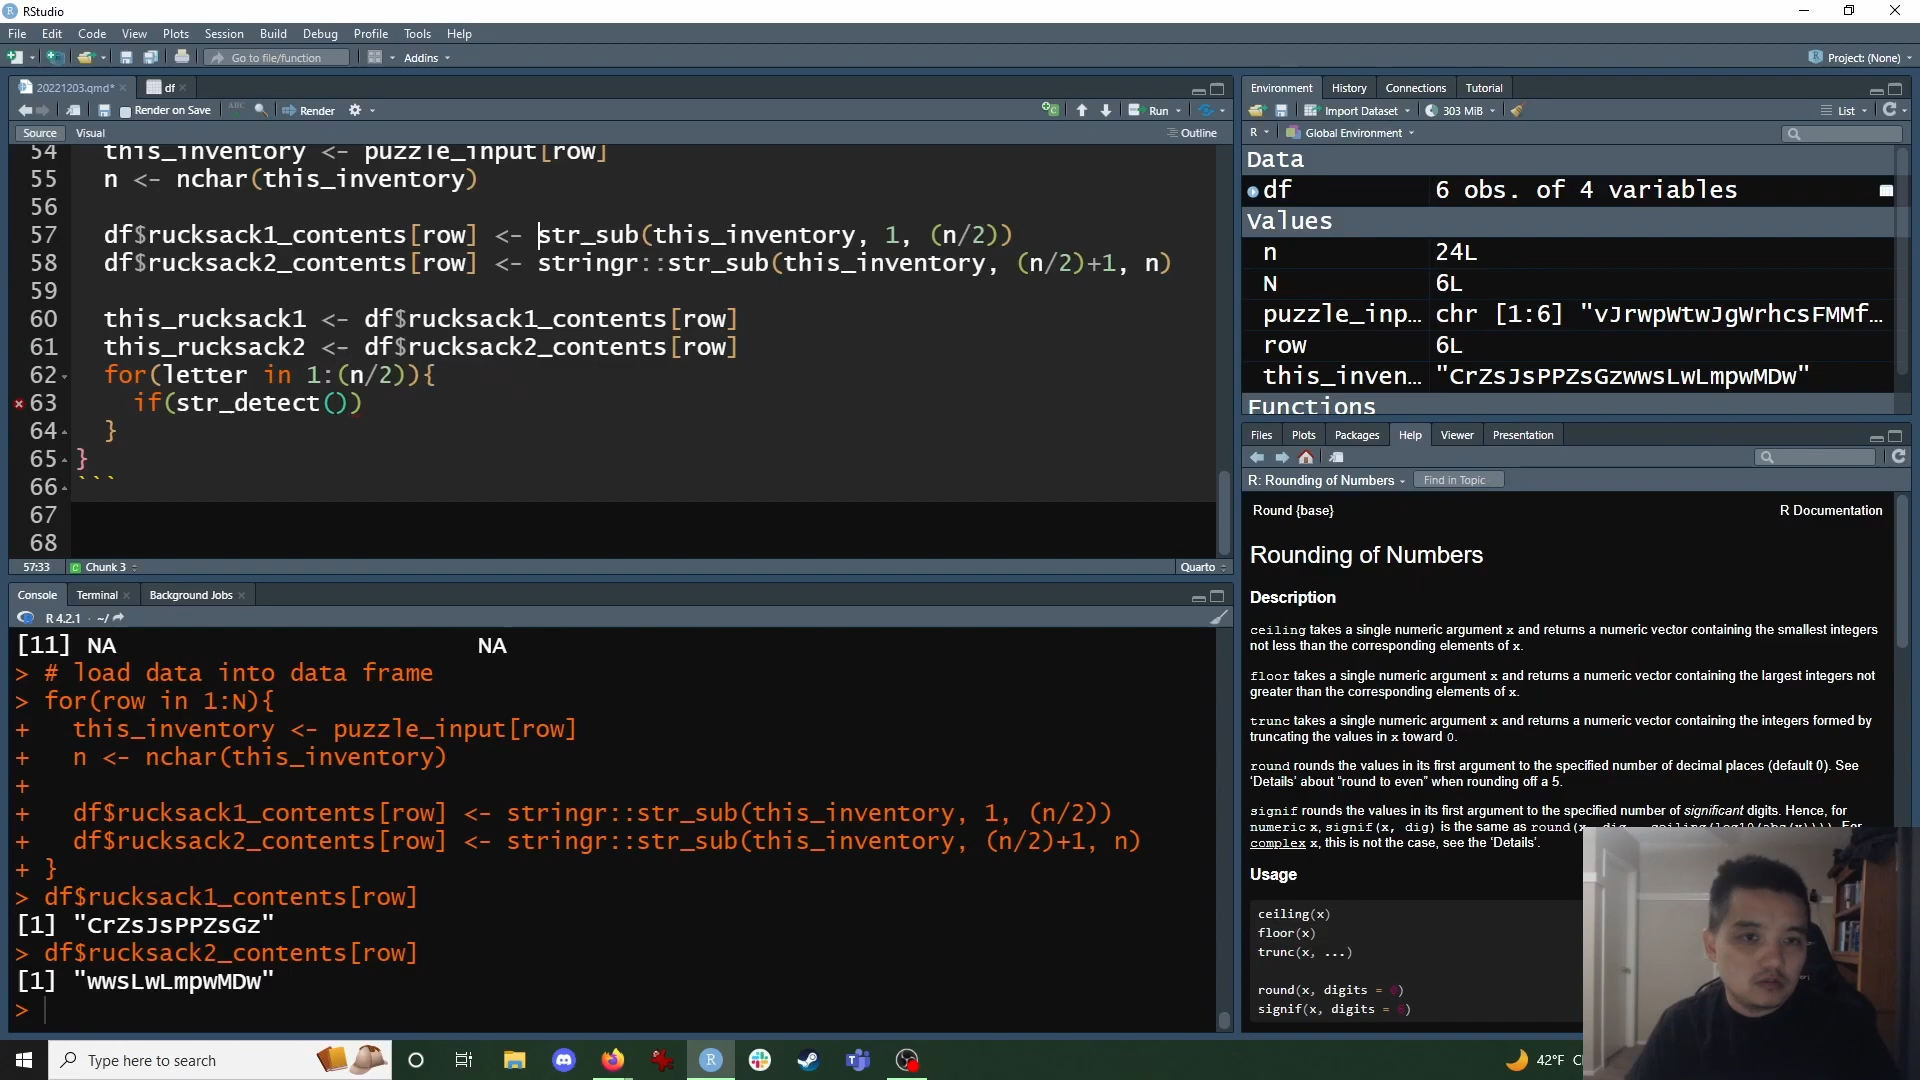 RStudio
File Edit Code View Plots Session Build Debug Profile Tools Help
Go to file/function Addins Project: (None)
20221203.qmd* df
Render on Save ABC Render Run
Source Visual Outline
54 this_inventory <- puzzle_input[row]
55 n <- nchar(this_inventory)
56
57 df$rucksack1_contents[row] <- str_sub(this_inventory, 1, (n/2))
58 df$rucksack2_contents[row] <- stringr::str_sub(this_inventory, (n/2)+1, n)
59
60 this_rucksack1 <- df$rucksack1_contents[row]
61 this_rucksack2 <- df$rucksack2_contents[row]
62 for(letter in 1:(n/2)){
63 if(str_detect())
64 }
65 }
66 ```
67
68
57:33 C Chunk 3 Quarto
Console Terminal Background Jobs
R 4.2.1 · ~/
[11] NA NA
> # load data into data frame
> for(row in 1:N){
+ this_inventory <- puzzle_input[row]
+ n <- nchar(this_inventory)
+
+ df$rucksack1_contents[row] <- stringr::str_sub(this_inventory, 1, (n/2))
+ df$rucksack2_contents[row] <- stringr::str_sub(this_inventory, (n/2)+1, n)
+ }
> df$rucksack1_contents[row]
[1] "CrZsJsPPZsGz"
> df$rucksack2_contents[row]
[1] "wwsLwLmpwMDw"
>
Environment History Connections Tutorial
Import Dataset 303 MiB List
R Global Environment
Data
df 6 obs. of 4 variables
Values
n 24L
N 6L
puzzle_inp… chr [1:6] "vJrwpWtwJgWrhcsFMMf…
row 6L
this_inven… "CrZsJsPPZsGzwwsLwLmpwMDw"
Functions
Files Plots Packages Help Viewer Presentation
R: Rounding of Numbers Find in Topic
Round {base} R Documentation
Rounding of Numbers
Description
ceiling takes a single numeric argument x and returns a numeric vector containing the smallest integers
not less than the corresponding elements of x.
floor takes a single numeric argument x and returns a numeric vector containing the largest integers not
greater than the corresponding elements of x.
trunc takes a single numeric argument x and returns a numeric vector containing the integers formed by
truncating the values in x toward 0.
round rounds the values in its first argument to the specified number of decimal places (default 0). See
‘Details’ about “round to even” when rounding off a 5.
signif rounds the values in its first argument to the specified number of significant digits. Hence, for
numeric x, signif(x, dig) is the same as round(x, dig - ceiling(log10(abs(x)))). For
complex x, this is not the case, see the ‘Details’.
Usage
ceiling(x)
floor(x)
trunc(x, ...)
round(x, digits = 0)
signif(x, digits = 6)
Type here to search 42°F